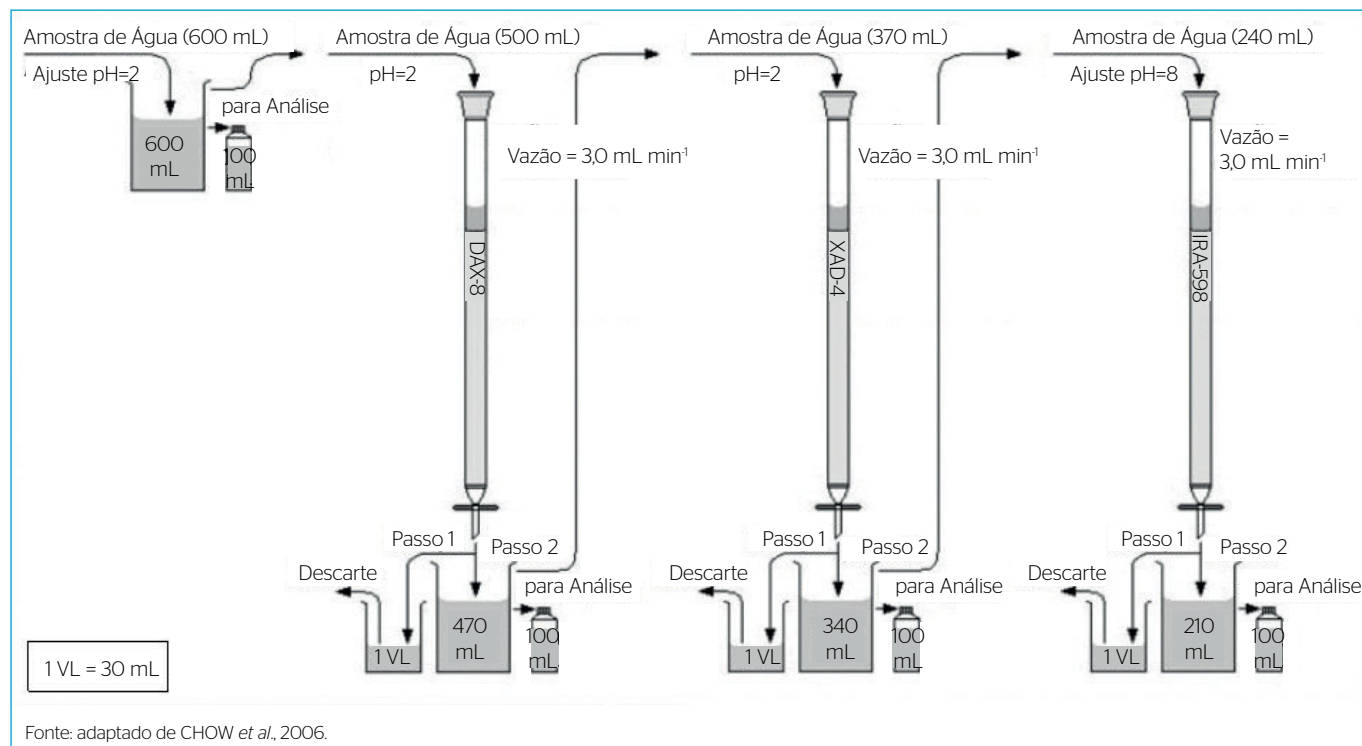 Amostra de Água (600 mL)
Ajuste pH=2
para Análise
600
mL
100
mL
Amostra de Água (500 mL)
pH=2
Vazão = 3,0 mL min-1
DAX-8
Passo 1
Passo 2
Descarte
para Análise
1 VL
470
mL
100
mL
Amostra de Água (370 mL)
pH=2
Vazão = 3,0 mL min-1
XAD-4
Passo 1
Passo 2
Descarte
para Análise
1 VL
340
mL
100
mL
Amostra de Água (240 mL)
Ajuste pH=8
Vazão =
3,0 mL min-1
IRA-598
Passo 1
Passo 2
Descarte
para Análise
1 VL
210
mL
100
mL
1 VL = 30 mL
Fonte: adaptado de CHOW et al., 2006.